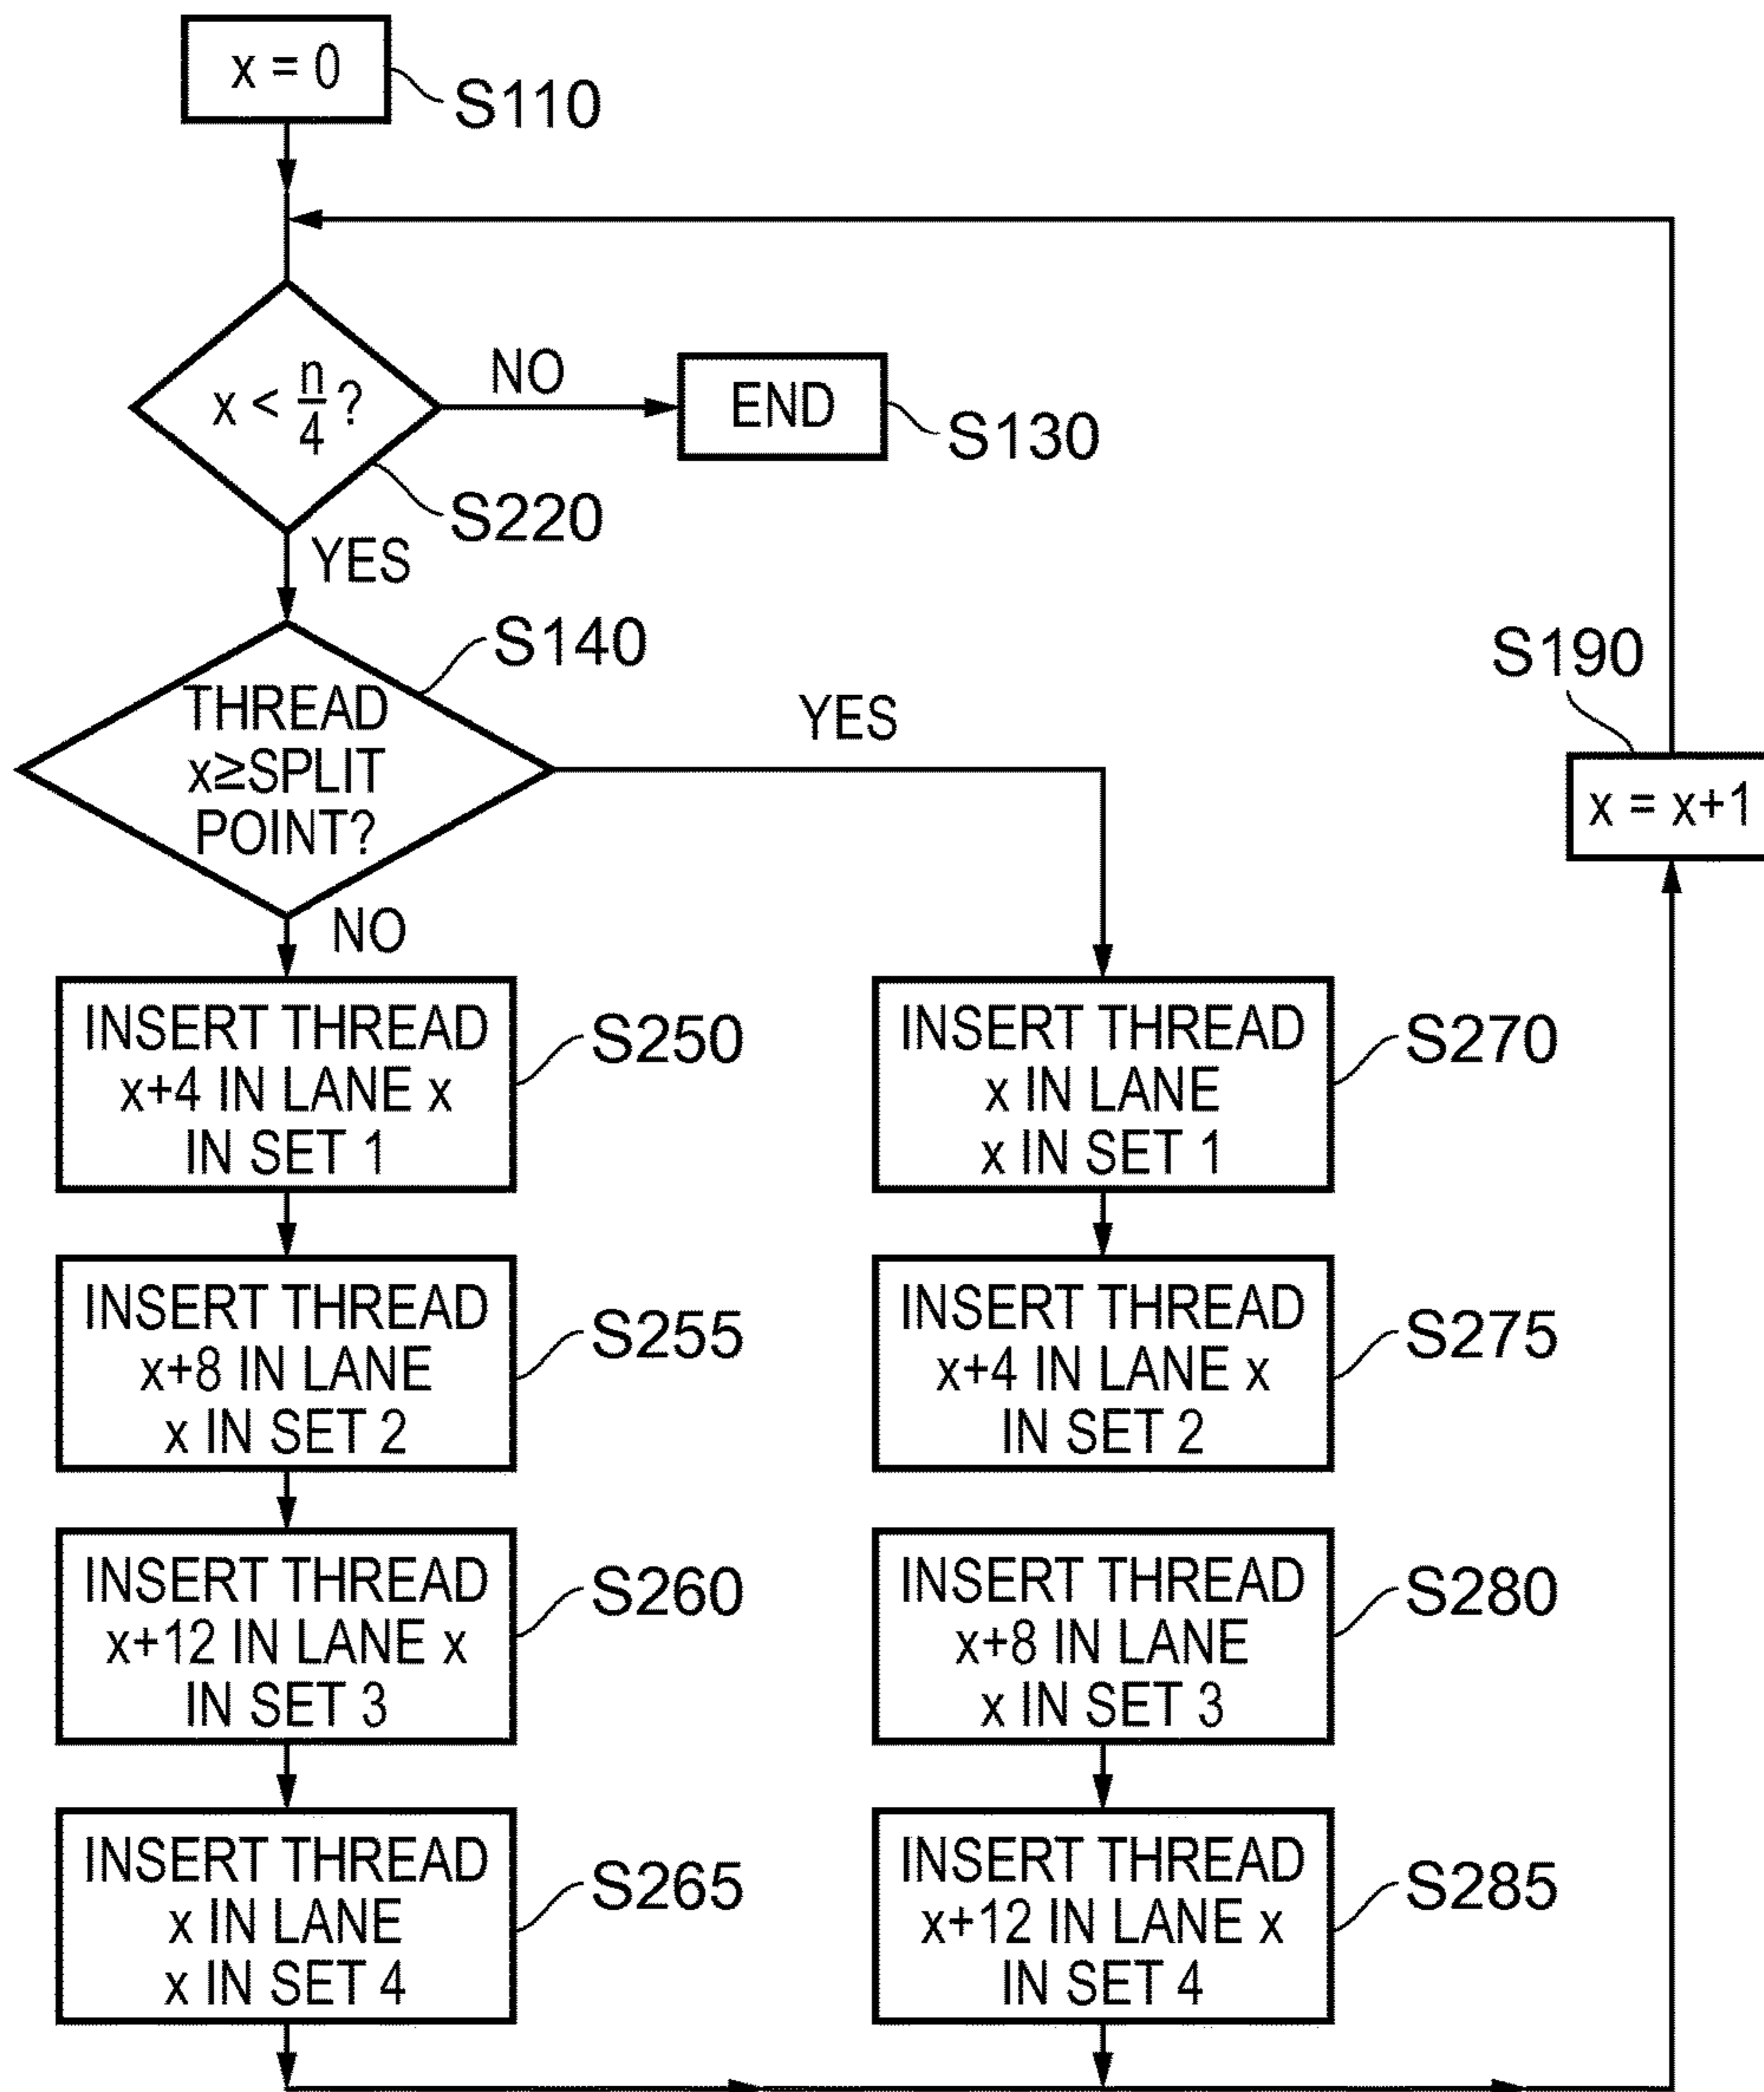 x = 0
S110
x < n/4 ?
NO
END
S130
S220
YES
S140
THREAD
x≥SPLIT
POINT?
YES
NO
S190
x = x+1
INSERT THREAD
x+4 IN LANE x
IN SET 1
S250
INSERT THREAD
x IN LANE
x IN SET 1
S270
INSERT THREAD
x+8 IN LANE
x IN SET 2
S255
INSERT THREAD
x+4 IN LANE x
IN SET 2
S275
INSERT THREAD
x+12 IN LANE x
IN SET 3
S260
INSERT THREAD
x+8 IN LANE
x IN SET 3
S280
INSERT THREAD
x IN LANE
x IN SET 4
S265
INSERT THREAD
x+12 IN LANE x
IN SET 4
S285